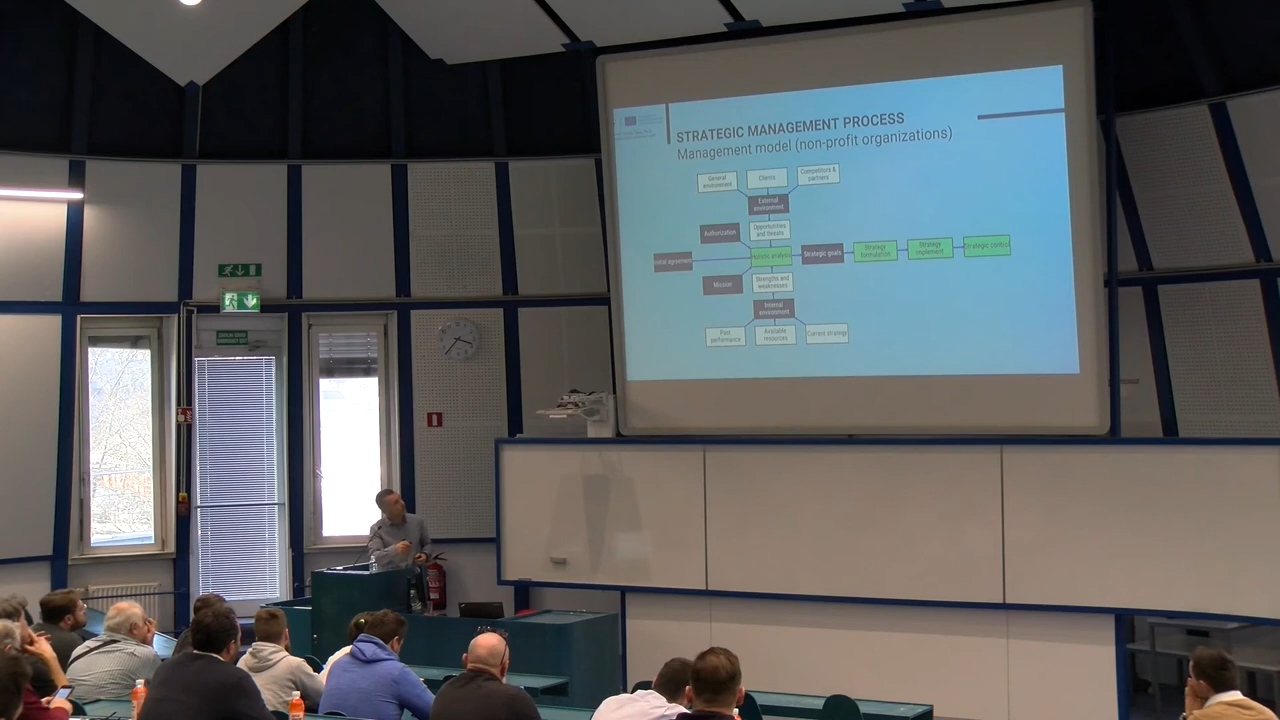 STRATEGIC MANAGEMENT PROCESS
Management model (non-profit organizations)
General
environment
Clients
Competitors &
partners
External
environment
Authorization
Opportunities
and threats
Initial agreement
Holistic analytics
Strategic goals
Strategy
formulation
Strategy
implement
Strategic control
Mission
Strengths and
weaknesses
Internal
environment
Past
performance
Available
resources
Current strategy